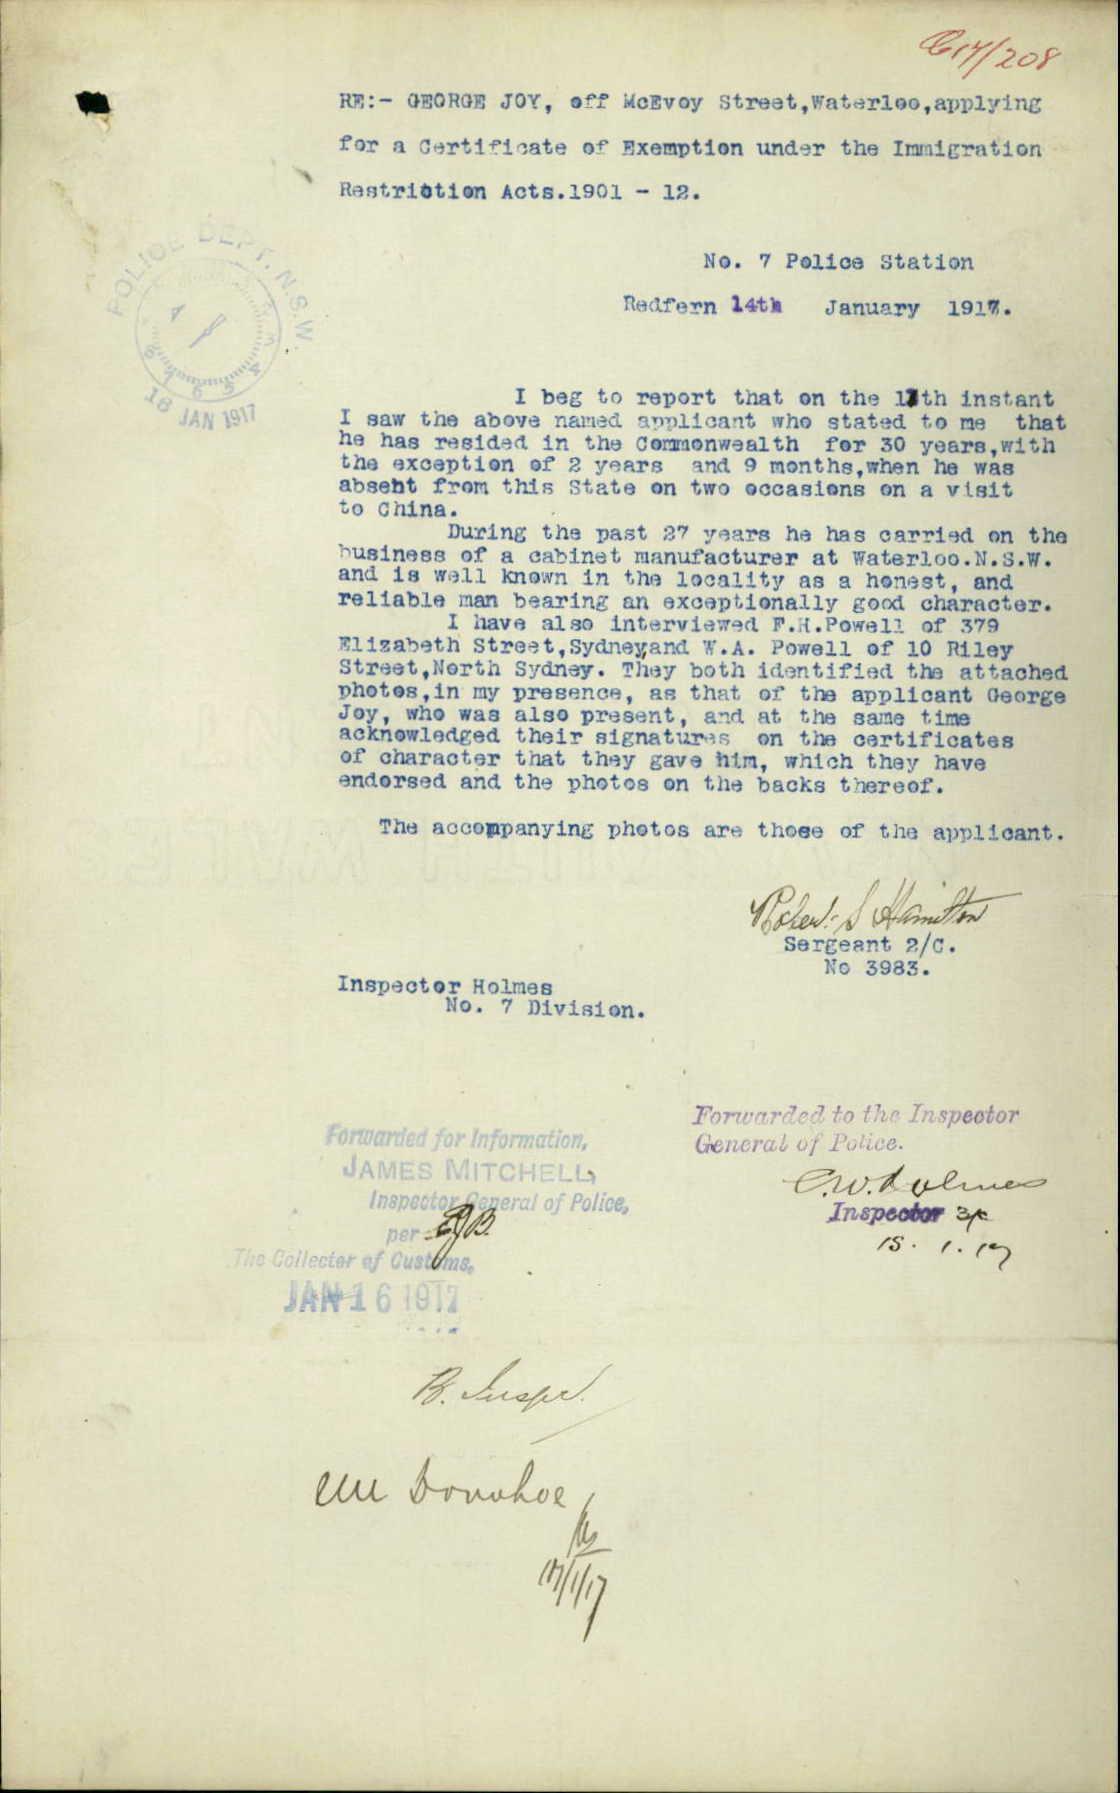 C17/208
RE:- GEORGE JOY, off McEvoy Street,Waterloo,applying
for a Certificate of Exemption under the Immigration
Restriction Acts.1901 - 12.
No. 7 Police Station
Redfern 14th January 1917.
POLICE DEPT. N.S.W.
18 JAN 1917
I beg to report that on the th instant
I saw the above named applicant who stated to me that
he has resided in the Commonwealth for 30 years,with
the exception of 2 years and 9 months,when he was
absent from this State on two occasions on a visit
to China.
During the past 27 years he has carried on the
business of a cabinet manufacturer at Waterloo.N.S.W.
and is well known in the locality as a honest, and
reliable man bearing an exceptionally good character.
I have also interviewed F.H.Powell of 379
Elizabeth Street,Sydney,and W.A. Powell of 10 Riley
Street,North Sydney. They both identified the attached
photos,in my presence, as that of the applicant George
Joy, who was also present, and at the same time
acknowledged their signatures on the certificates
of character that they gave him, which they have
endorsed and the photos on the backs thereof.
The accompanying photos are those of the applicant.
Robert S Hamilton
Sergeant 2/C.
No 3983.
Inspector Holmes
No. 7 Division.
Forwarded to the Inspector
General of Police.
C.W. Holmes
Inspector
15. 1. 17
Forwarded for Information,
JAMES MITCHELL,
Inspector General of Police,
per
The Collector of Customs.
JAN 16 1917
B. Inspr.
Mr Donohoe
17/1/17